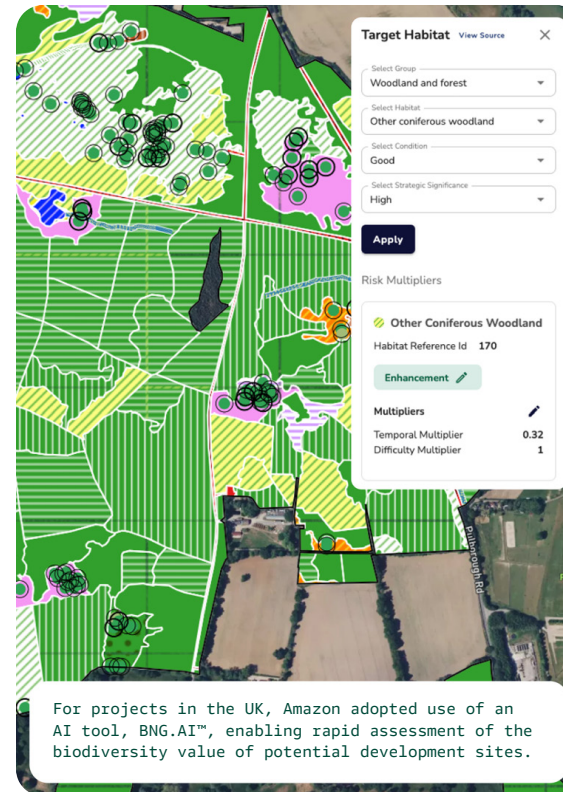 Target Habitat View Source
Select Group
Woodland and forest
Select Habitat
Other coniferous woodland
Select Condition
Good
Select Strategic Significance
High
Apply
Risk Multipliers
Other Coniferous Woodland
Habitat Reference Id 170
Enhancement
Multipliers
Temporal Multiplier 0.32
Difficulty Multiplier 1
Pulborough Rd
For projects in the UK, Amazon adopted use of an
AI tool, BNG.AI™, enabling rapid assessment of the
biodiversity value of potential development sites.